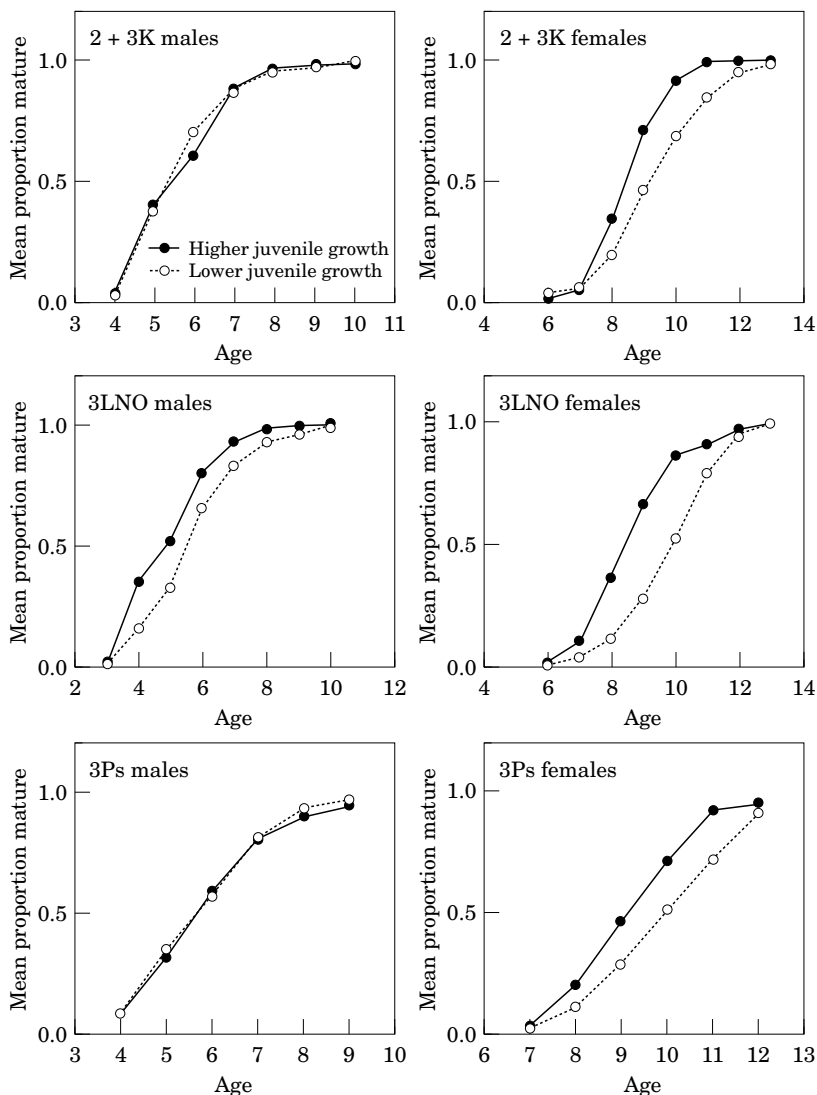 2 + 3K males
Mean proportion mature
1.0
0.5
0.0
Higher juvenile growth
Lower juvenile growth
3 4 5 6 7 8 9 10 11
Age
2 + 3K females
Mean proportion mature
1.0
0.5
0.0
4 6 8 10 12 14
Age
3LNO males
Mean proportion mature
1.0
0.5
0.0
2 4 6 8 10 12
Age
3LNO females
Mean proportion mature
1.0
0.5
0.0
4 6 8 10 12 14
Age
3Ps males
Mean proportion mature
1.0
0.5
0.0
3 4 5 6 7 8 9 10
Age
3Ps females
Mean proportion mature
1.0
0.5
0.0
6 7 8 9 10 11 12 13
Age